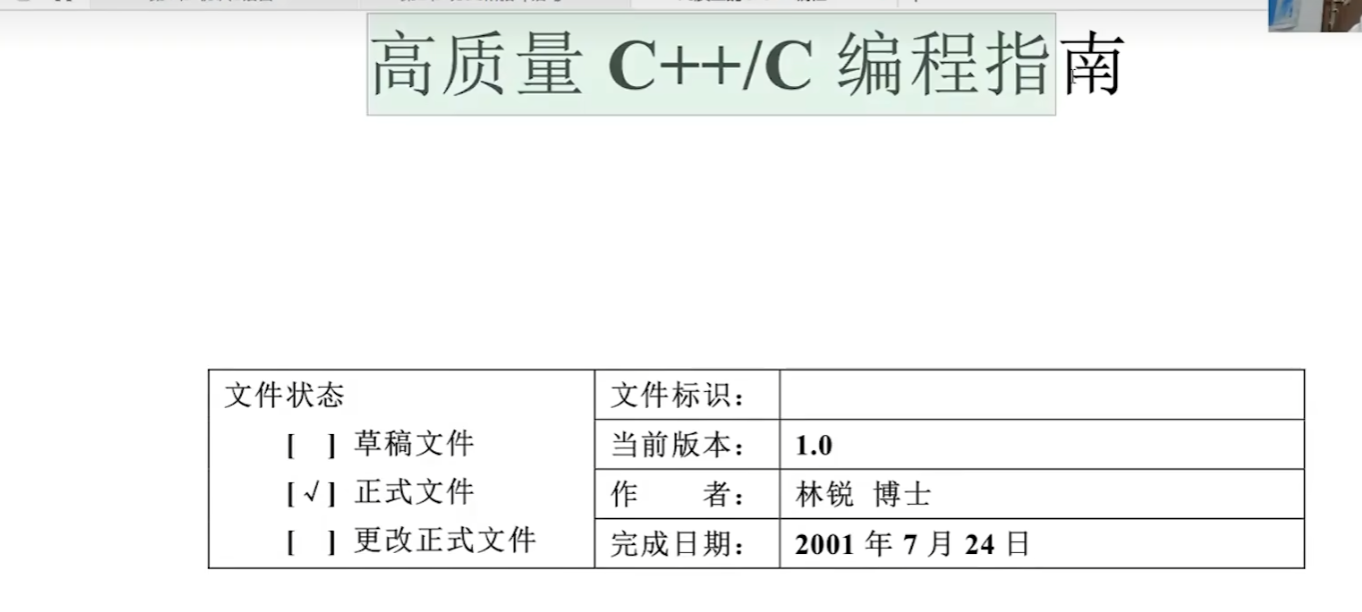 高质量 C++/C 编程指南
文件状态
[ ] 草稿文件
[√] 正式文件
[ ] 更改正式文件
文件标识：
当前版本： 1.0
作 者： 林锐 博士
完成日期： 2001 年 7 月 24 日